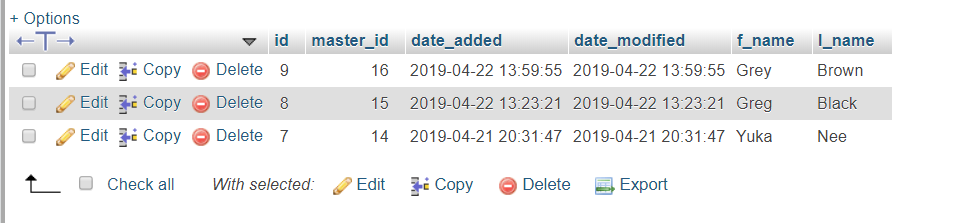 + Options
←T→ id master_id date_added date_modified f_name l_name
Edit Copy Delete 9 16 2019-04-22 13:59:55 2019-04-22 13:59:55 Grey Brown
Edit Copy Delete 8 15 2019-04-22 13:23:21 2019-04-22 13:23:21 Greg Black
Edit Copy Delete 7 14 2019-04-21 20:31:47 2019-04-21 20:31:47 Yuka Nee
Check all With selected: Edit Copy Delete Export